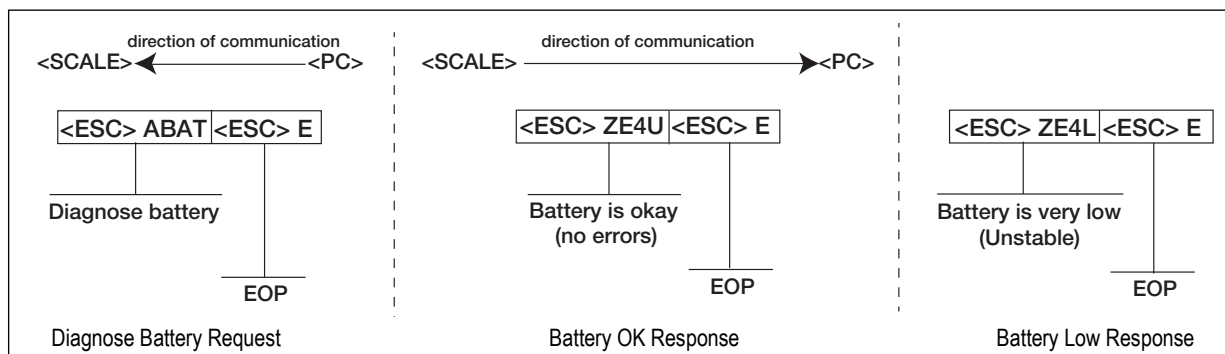 direction of communication
<SCALE> <PC>
<ESC> ABAT <ESC> E
Diagnose battery
EOP
Diagnose Battery Request
direction of communication
<SCALE> <PC>
<ESC> ZE4U <ESC> E
Battery is okay
(no errors)
EOP
Battery OK Response
<ESC> ZE4L <ESC> E
Battery is very low
(Unstable)
EOP
Battery Low Response